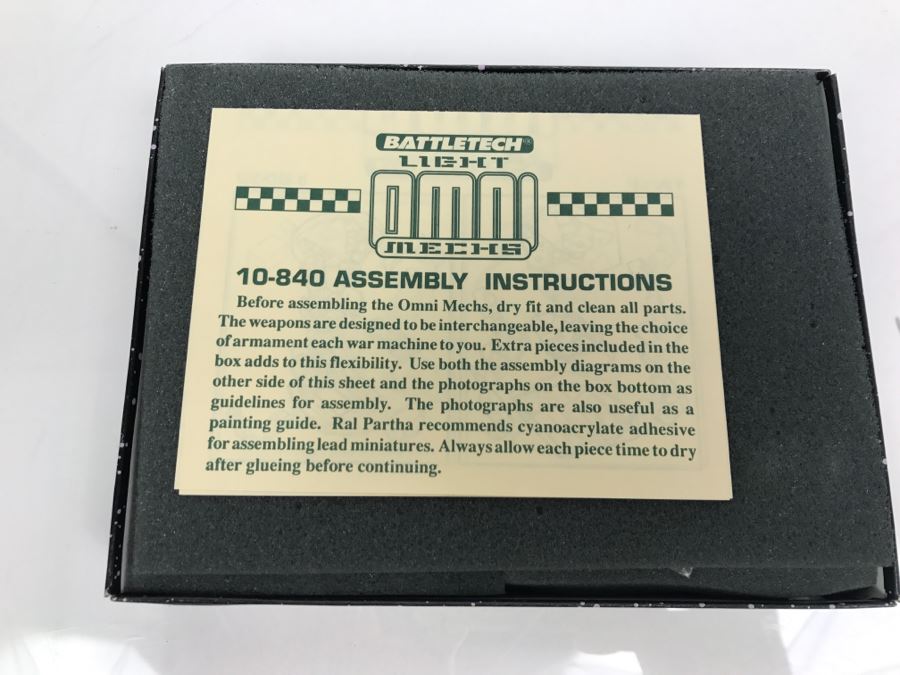 BATTLETECH
LIGHT
OMNI
MECHS
10-840 ASSEMBLY INSTRUCTIONS
Before assembling the Omni Mechs, dry fit and clean all parts.
The weapons are designed to be interchangeable, leaving the choice
of armament each war machine to you. Extra pieces included in the
box adds to this flexibility. Use both the assembly diagrams on the
other side of this sheet and the photographs on the box bottom as
guidelines for assembly. The photographs are also useful as a
painting guide. Ral Partha recommends cyanoacrylate adhesive
for assembling lead miniatures. Always allow each piece time to dry
after glueing before continuing.